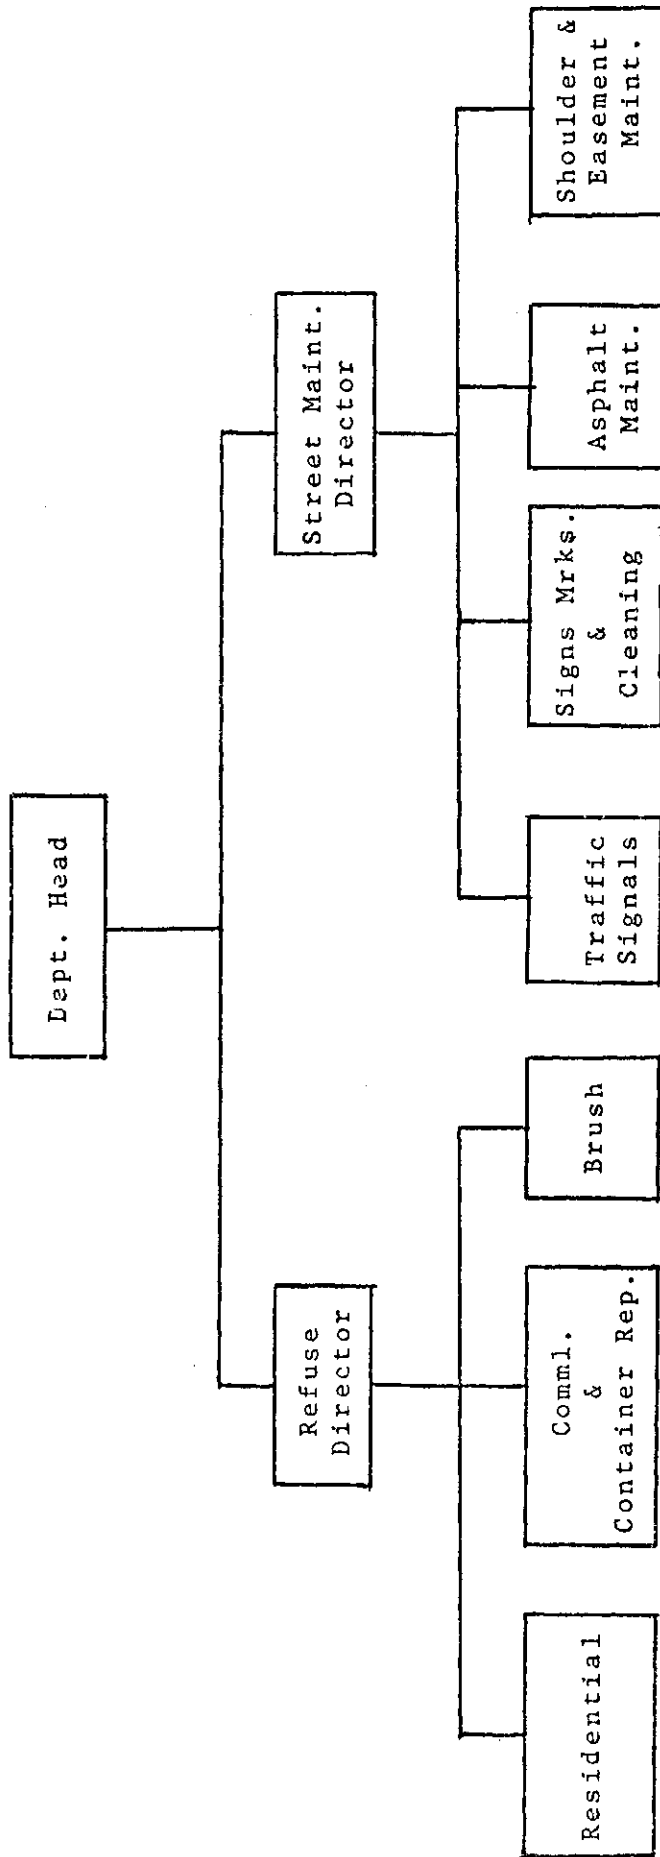 Dept. Head
Refuse
Director
Street Maint.
Director
Residential
Comml.
&
Container Rep.
Brush
Traffic
Signals
Signs Mrks.
&
Cleaning
Asphalt
Maint.
Shoulder &
Easement
Maint.